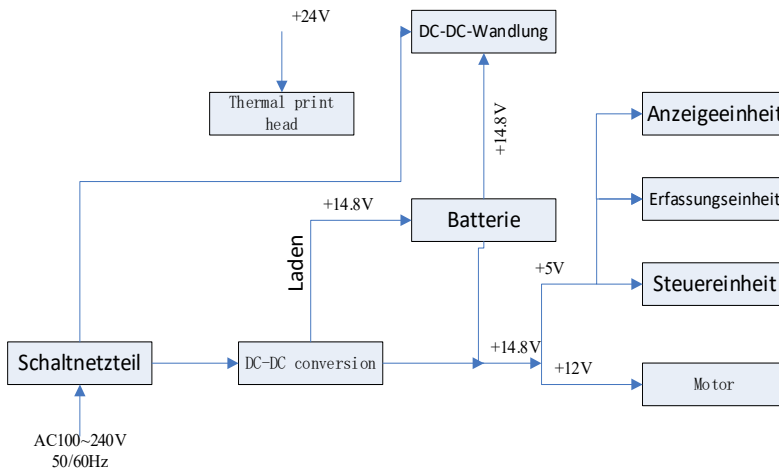 +24V
DC-DC-Wandlung
Thermal print
head
Anzeigeeinheit
+14.8V
Erfassungseinheit
+14.8V
Batterie
Laden
+5V
Steuereinheit
Schaltnetzteil
DC-DC conversion
+14.8V
+12V
Motor
AC100~240V
50/60Hz